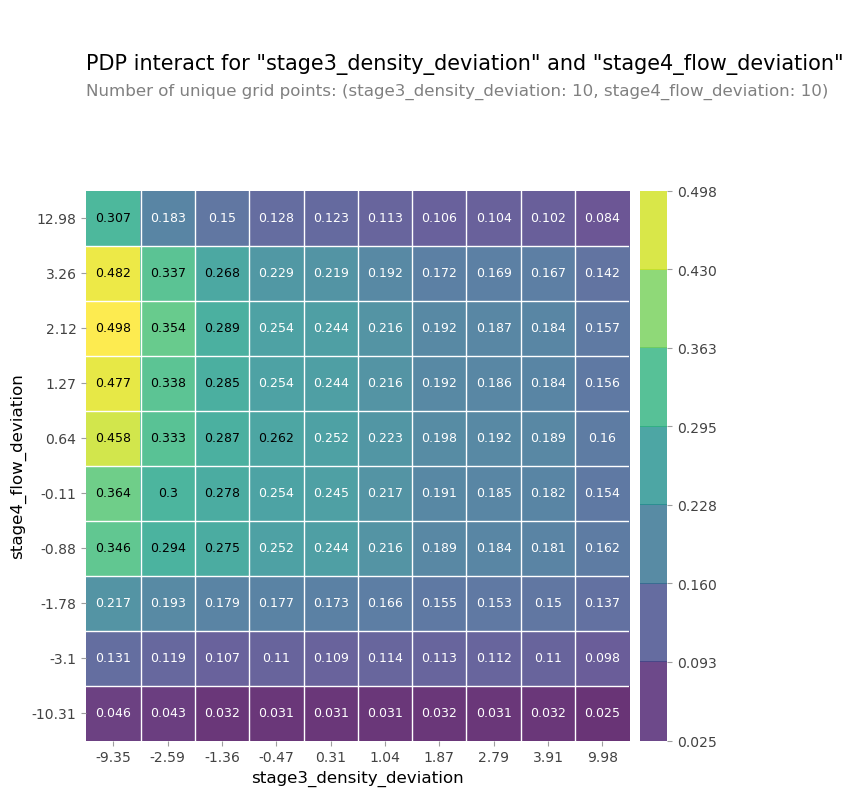 PDP interact for "stage3_density_deviation" and "stage4_flow_deviation"
Number of unique grid points: (stage3_density_deviation: 10, stage4_flow_deviation: 10)
0.498
12.98 0.307 0.183 0.15 0.128 0.123 0.113 0.106 0.104 0.102 0.084
0.430
3.26 0.482 0.337 0.268 0.229 0.219 0.192 0.172 0.169 0.167 0.142
2.12 0.498 0.354 0.289 0.254 0.244 0.216 0.192 0.187 0.184 0.157
0.363
1.27 0.477 0.338 0.285 0.254 0.244 0.216 0.192 0.186 0.184 0.156
0.295
0.64 0.458 0.333 0.287 0.262 0.252 0.223 0.198 0.192 0.189 0.16
stage4_flow_deviation
-0.11 0.364 0.3 0.278 0.254 0.245 0.217 0.191 0.185 0.182 0.154
0.228
-0.88 0.346 0.294 0.275 0.252 0.244 0.216 0.189 0.184 0.181 0.162
0.160
-1.78 0.217 0.193 0.179 0.177 0.173 0.166 0.155 0.153 0.15 0.137
-3.1 0.131 0.119 0.107 0.11 0.109 0.114 0.113 0.112 0.11 0.098
0.093
-10.31 0.046 0.043 0.032 0.031 0.031 0.031 0.032 0.031 0.032 0.025
0.025
-9.35 -2.59 -1.36 -0.47 0.31 1.04 1.87 2.79 3.91 9.98
stage3_density_deviation